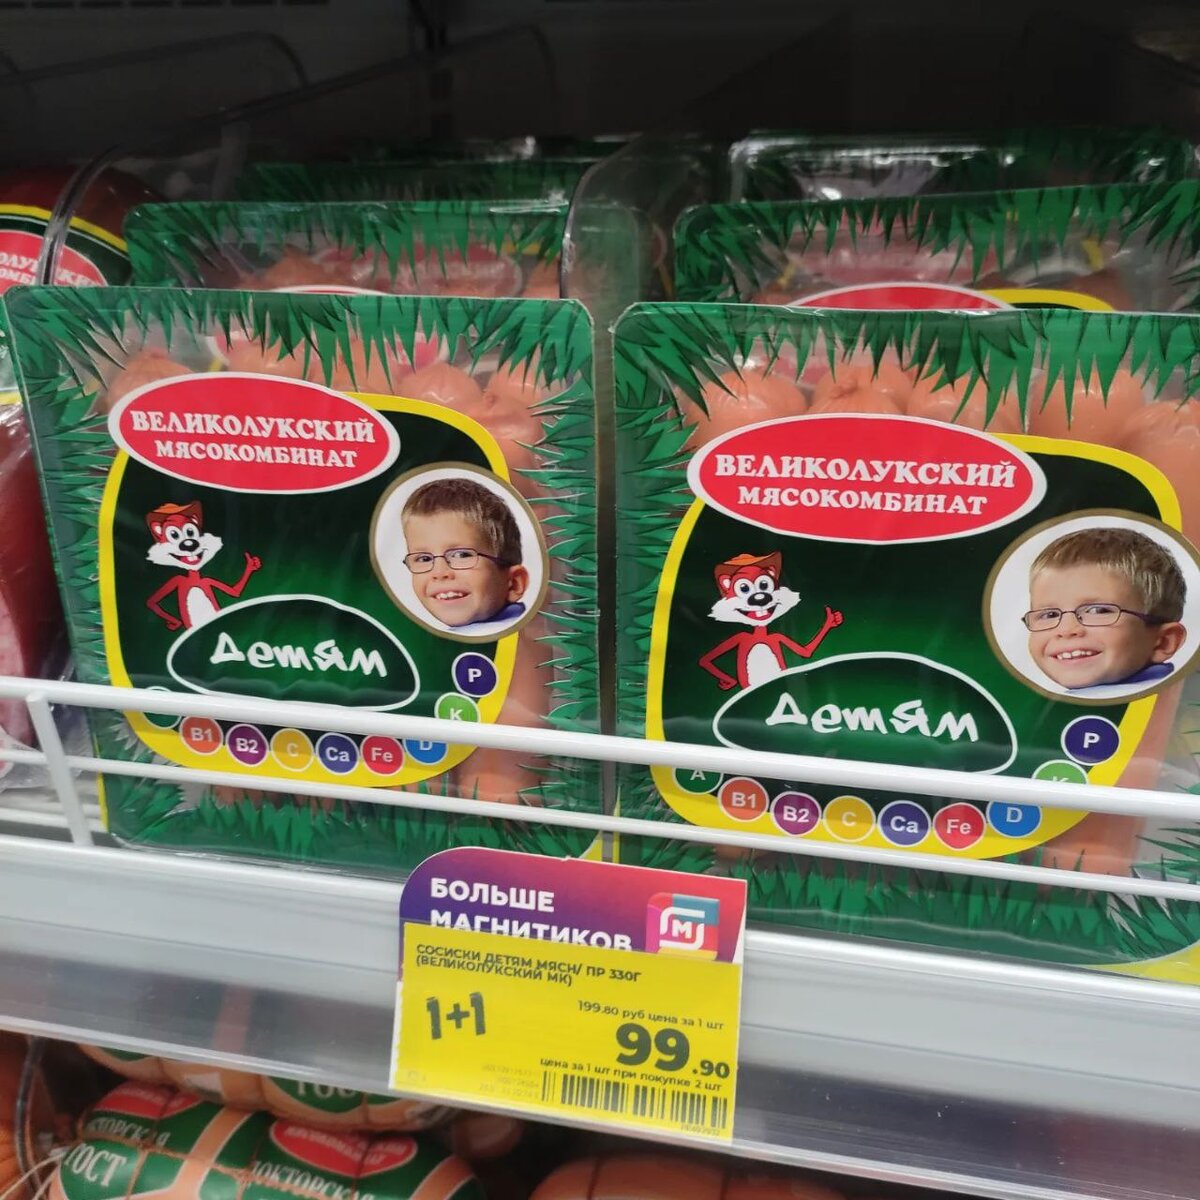 ВЕЛИКОЛУКСКИЙ
МЯСОКОМБИНАТ
Детям
P
K
B1 B2 C Ca Fe D
ВЕЛИКОЛУКСКИЙ
МЯСОКОМБИНАТ
Детям
P
K
A B1 B2 C Ca Fe D
БОЛЬШЕ
МАГНИТИКОВ
М
СОСИСКИ ДЕТЯМ МЯСН/ ПР 330Г
(ВЕЛИКОЛУКСКИЙ МК)
1+1
199.80 руб цена за 1 шт
99.90
цена за 1 шт при покупке 2 шт
ГОСТ
ДОКТОРСКАЯ